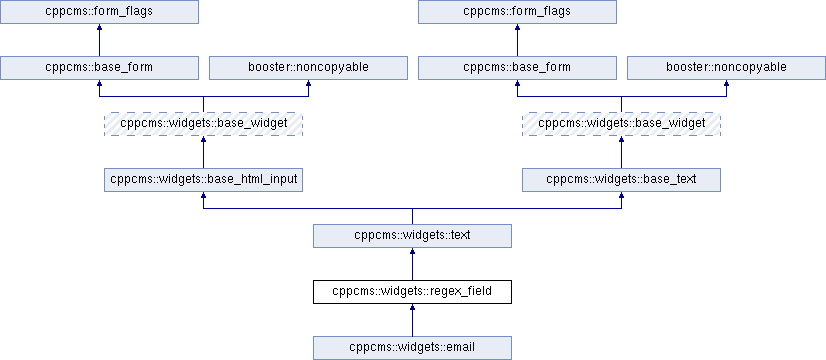 cppcms::form_flags
cppcms::form_flags
cppcms::base_form
booster::noncopyable
cppcms::base_form
booster::noncopyable
cppcms::widgets::base_widget
cppcms::widgets::base_widget
cppcms::widgets::base_html_input
cppcms::widgets::base_text
cppcms::widgets::text
cppcms::widgets::regex_field
cppcms::widgets::email